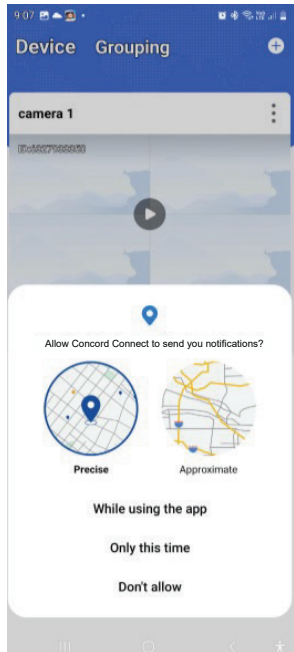 9:07
Device Grouping
camera 1
Allow Concord Connect to send you notifications?
Precise Approximate
While using the app
Only this time
Don't allow